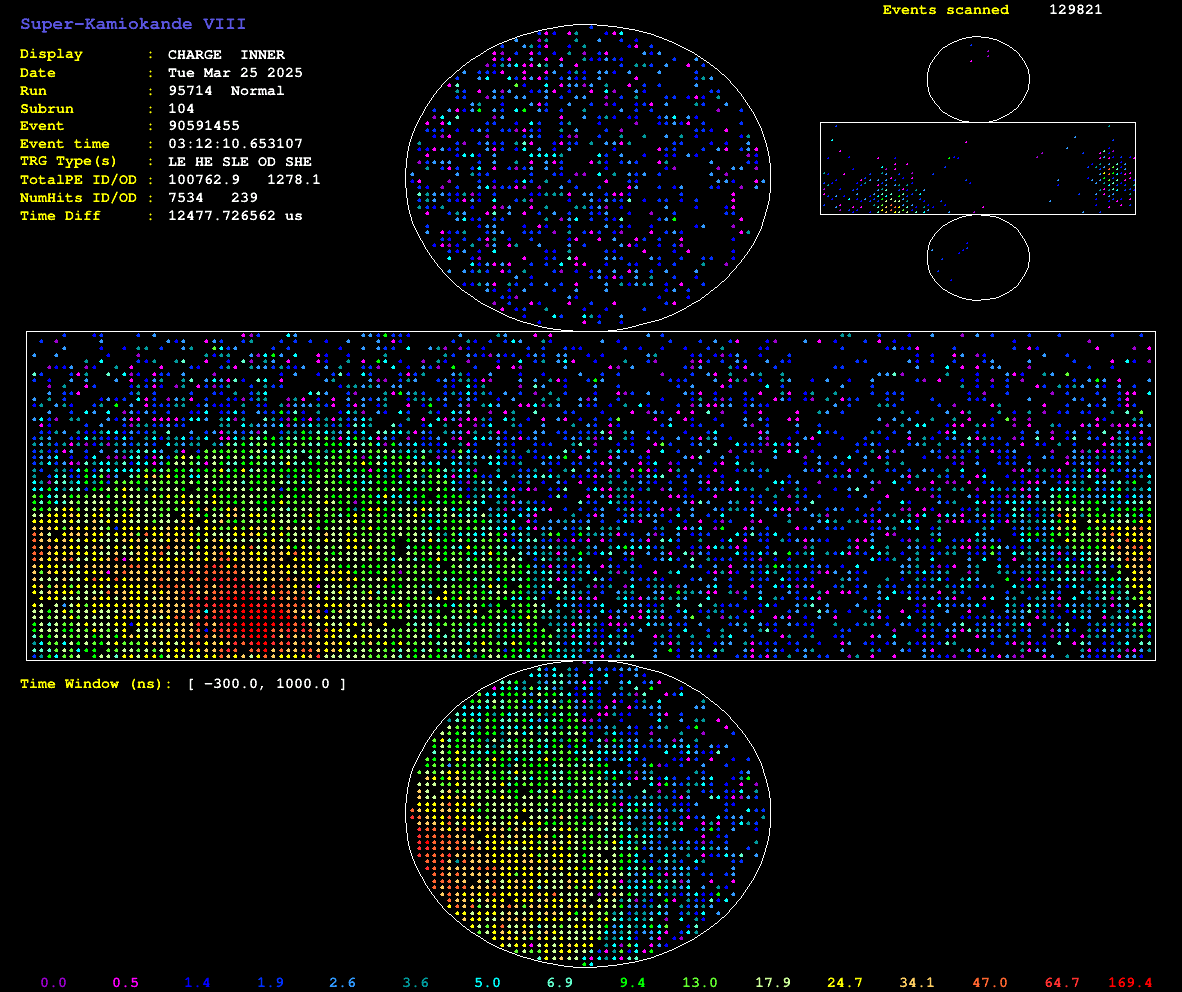 Super-Kamiokande VIII
Events scanned 129821
Display : CHARGE INNER
Date : Tue Mar 25 2025
Run : 95714 Normal
Subrun : 104
Event : 90591455
Event time : 03:12:10.653107
TRG Type(s) : LE HE SLE OD SHE
TotalPE ID/OD : 100762.9 1278.1
NumHits ID/OD : 7534 239
Time Diff : 12477.726562 us
Time Window (ns): [ −300.0, 1000.0 ]
0.0 0.5 1.4 1.9 2.6 3.6 5.0 6.9 9.4 13.0 17.9 24.7 34.1 47.0 64.7 169.4